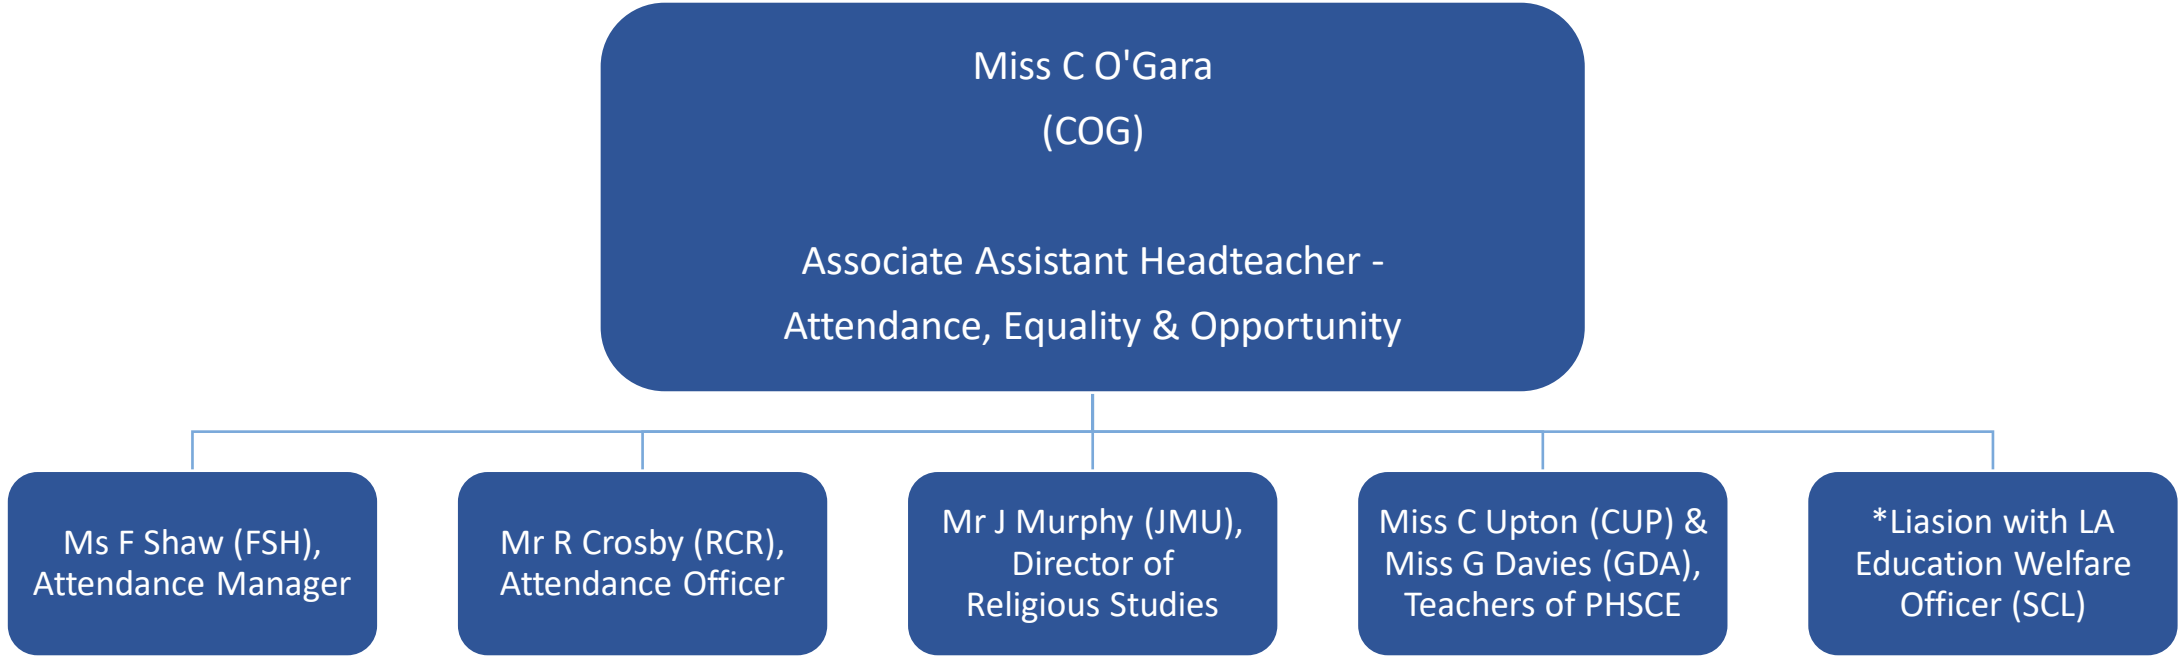 Miss C O'Gara
(COG)
Associate Assistant Headteacher -
Attendance, Equality & Opportunity
Ms F Shaw (FSH),
Attendance Manager
Mr R Crosby (RCR),
Attendance Officer
Mr J Murphy (JMU),
Director of
Religious Studies
Miss C Upton (CUP) &
Miss G Davies (GDA),
Teachers of PHSCE
*Liasion with LA
Education Welfare
Officer (SCL)